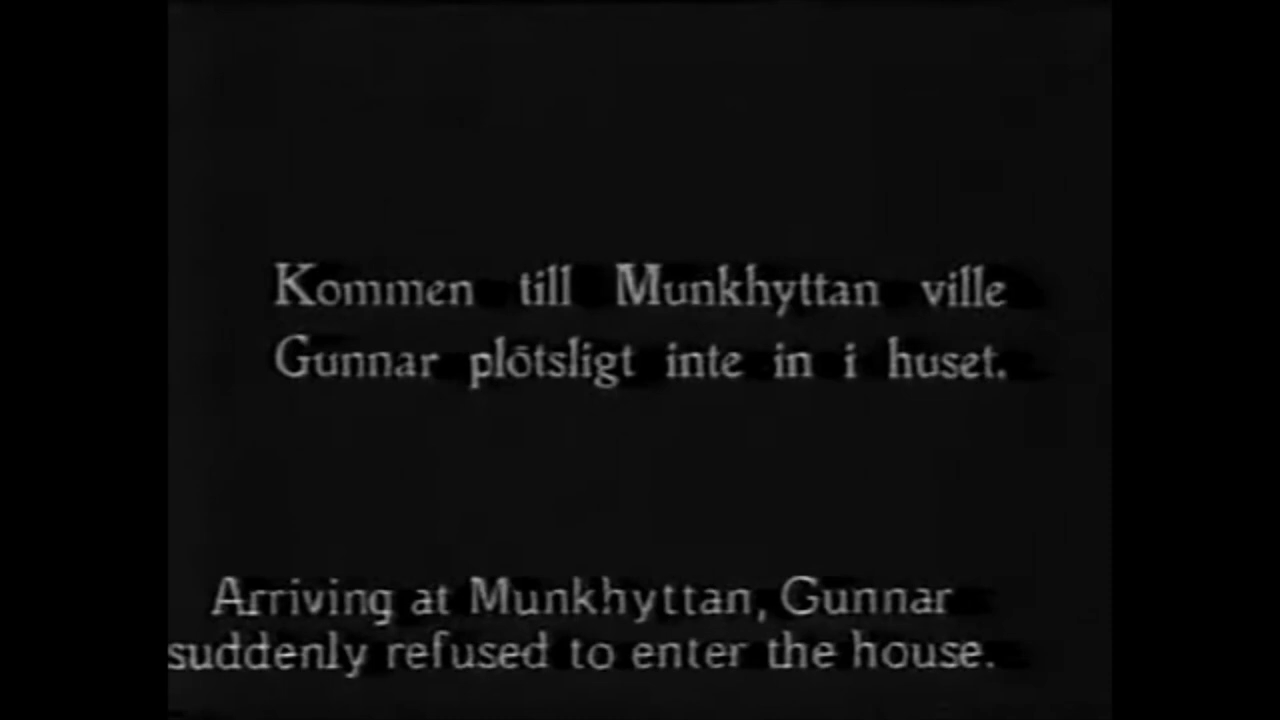 Kommen till Munkhyttan ville
Gunnar plötsligt inte in i huset.
Arriving at Munkhyttan, Gunnar
suddenly refused to enter the house.